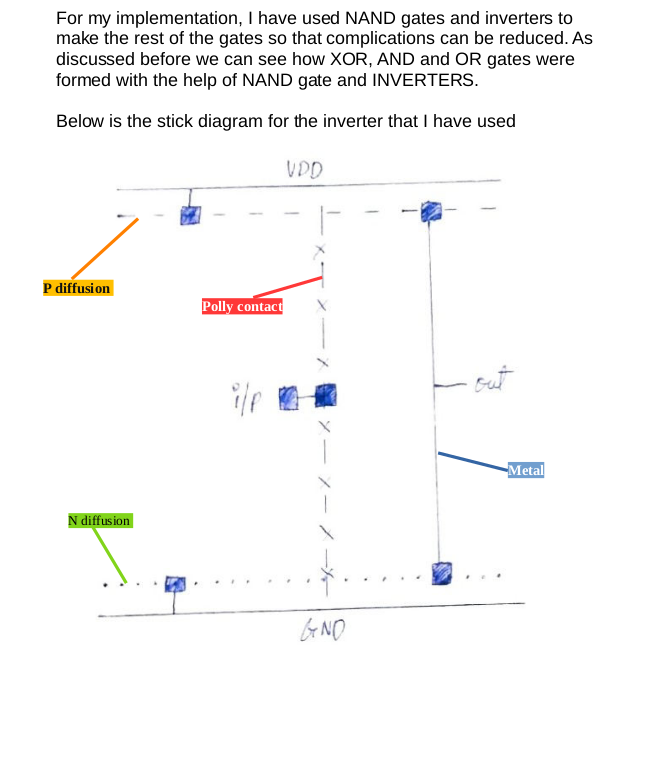 For my implementation, I have used NAND gates and inverters to
make the rest of the gates so that complications can be reduced. As
discussed before we can see how XOR, AND and OR gates were
formed with the help of NAND gate and INVERTERS.
Below is the stick diagram for the inverter that I have used
VDD
P diffusion
Polly contact
i/p
out
Metal
N diffusion
GND